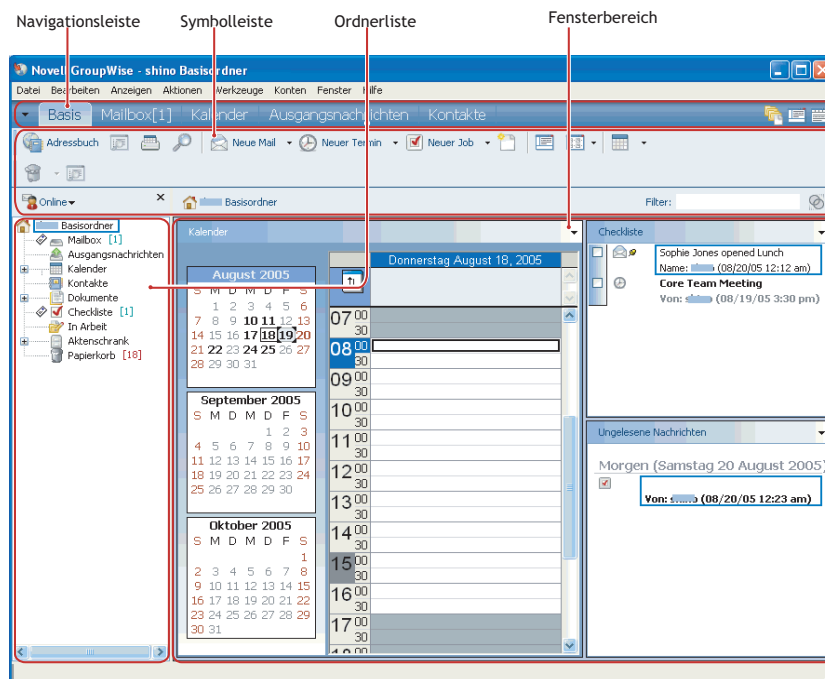 Navigationsleiste Symbolleiste Ordnerliste Fensterbereich
Novell GroupWise - shino Basisordner
Datei Bearbeiten Anzeigen Aktionen Werkzeuge Konten Fenster Hilfe
Basis Mailbox[1] Kalender Ausgangsnachrichten Kontakte
Adressbuch Neue Mail Neuer Termin Neuer Job
Online Basisordner Filter:
Basisordner
Mailbox [1]
Ausgangsnachrichten
Kalender
Kontakte
Dokumente
Checkliste [1]
In Arbeit
Aktenschrank
Papierkorb [18]
Kalender
August 2005
S M D M D F S
1 2 3 4 5 6
7 8 9 10 11 12 13
14 15 16 17 18 19 20
21 22 23 24 25 26 27
28 29 30 31
September 2005
S M D M D F S
1 2 3
4 5 6 7 8 9 10
11 12 13 14 15 16 17
18 19 20 21 22 23 24
25 26 27 28 29 30
Oktober 2005
S M D M D F S
1
2 3 4 5 6 7 8
9 10 11 12 13 14 15
16 17 18 19 20 21 22
23 24 25 26 27 28 29
30 31
Donnerstag August 18, 2005
07 00
30
08 00
30
09 00
30
10 00
30
11 00
30
12 00
30
13 00
30
14 00
30
15 00
30
16 00
30
17 00
30
Checkliste
Sophie Jones opened Lunch
Name: (08/20/05 12:12 am)
Core Team Meeting
Von: (08/19/05 3:30 pm)
Ungelesene Nachrichten
Morgen (Samstag 20 August 2005)
Von: (08/20/05 12:23 am)